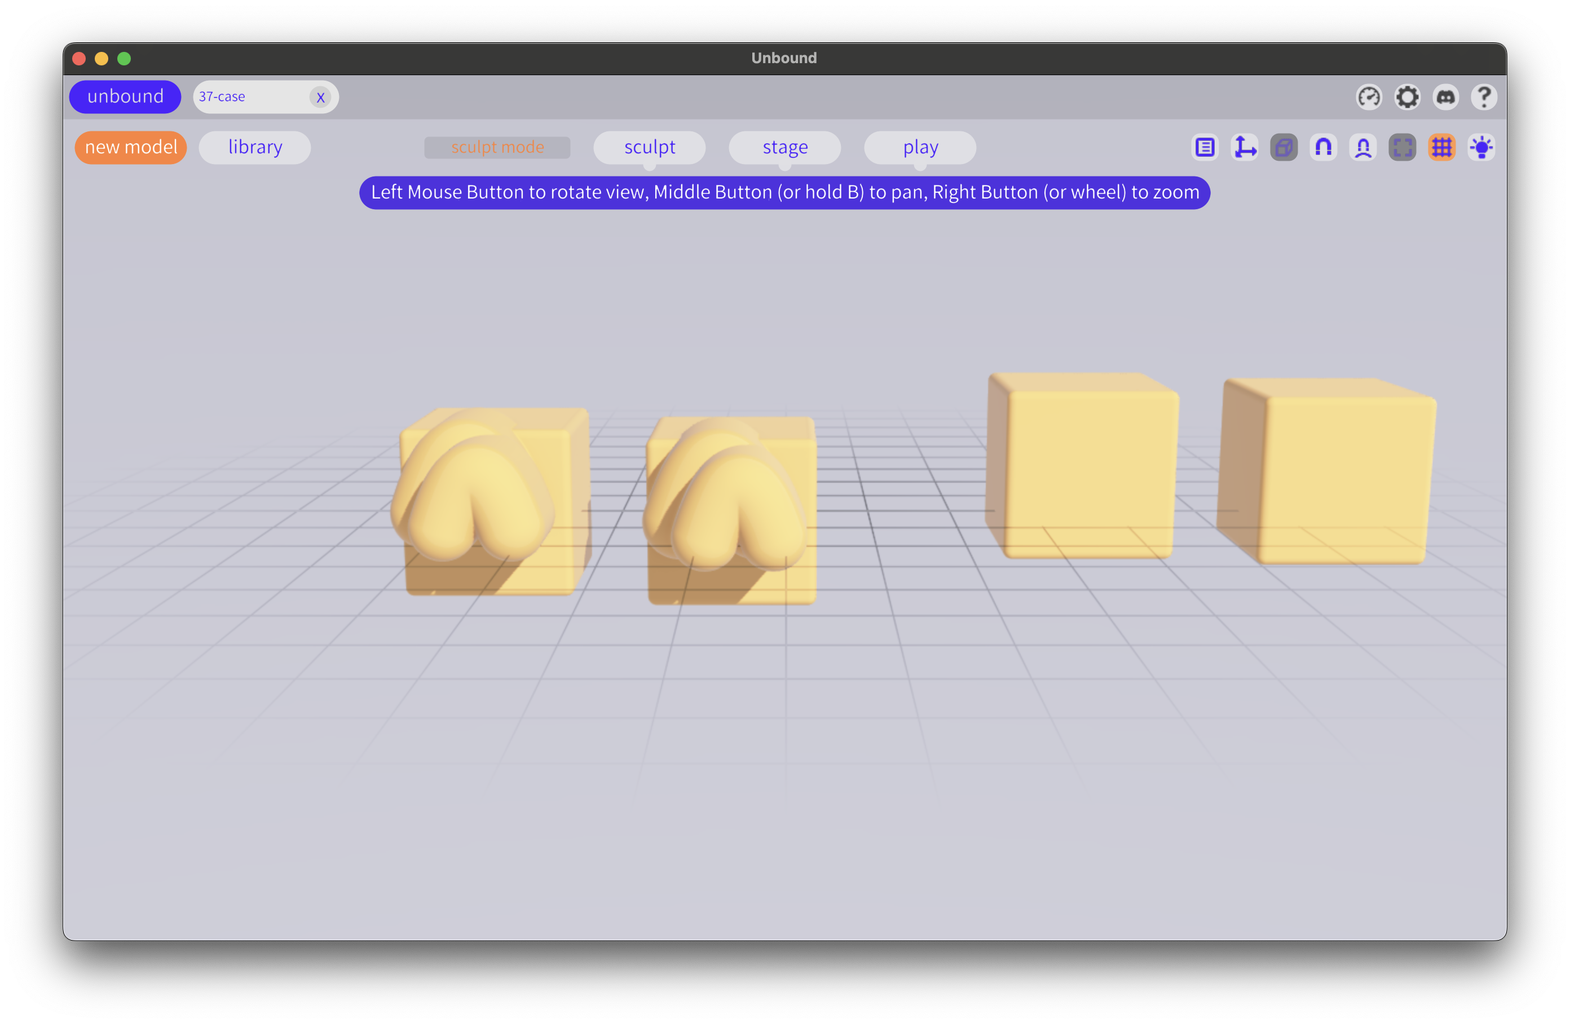 Unbound
unbound
37-case
X
new model
library
sculpt mode
sculpt
stage
play
Left Mouse Button to rotate view, Middle Button (or hold B) to pan, Right Button (or wheel) to zoom
?